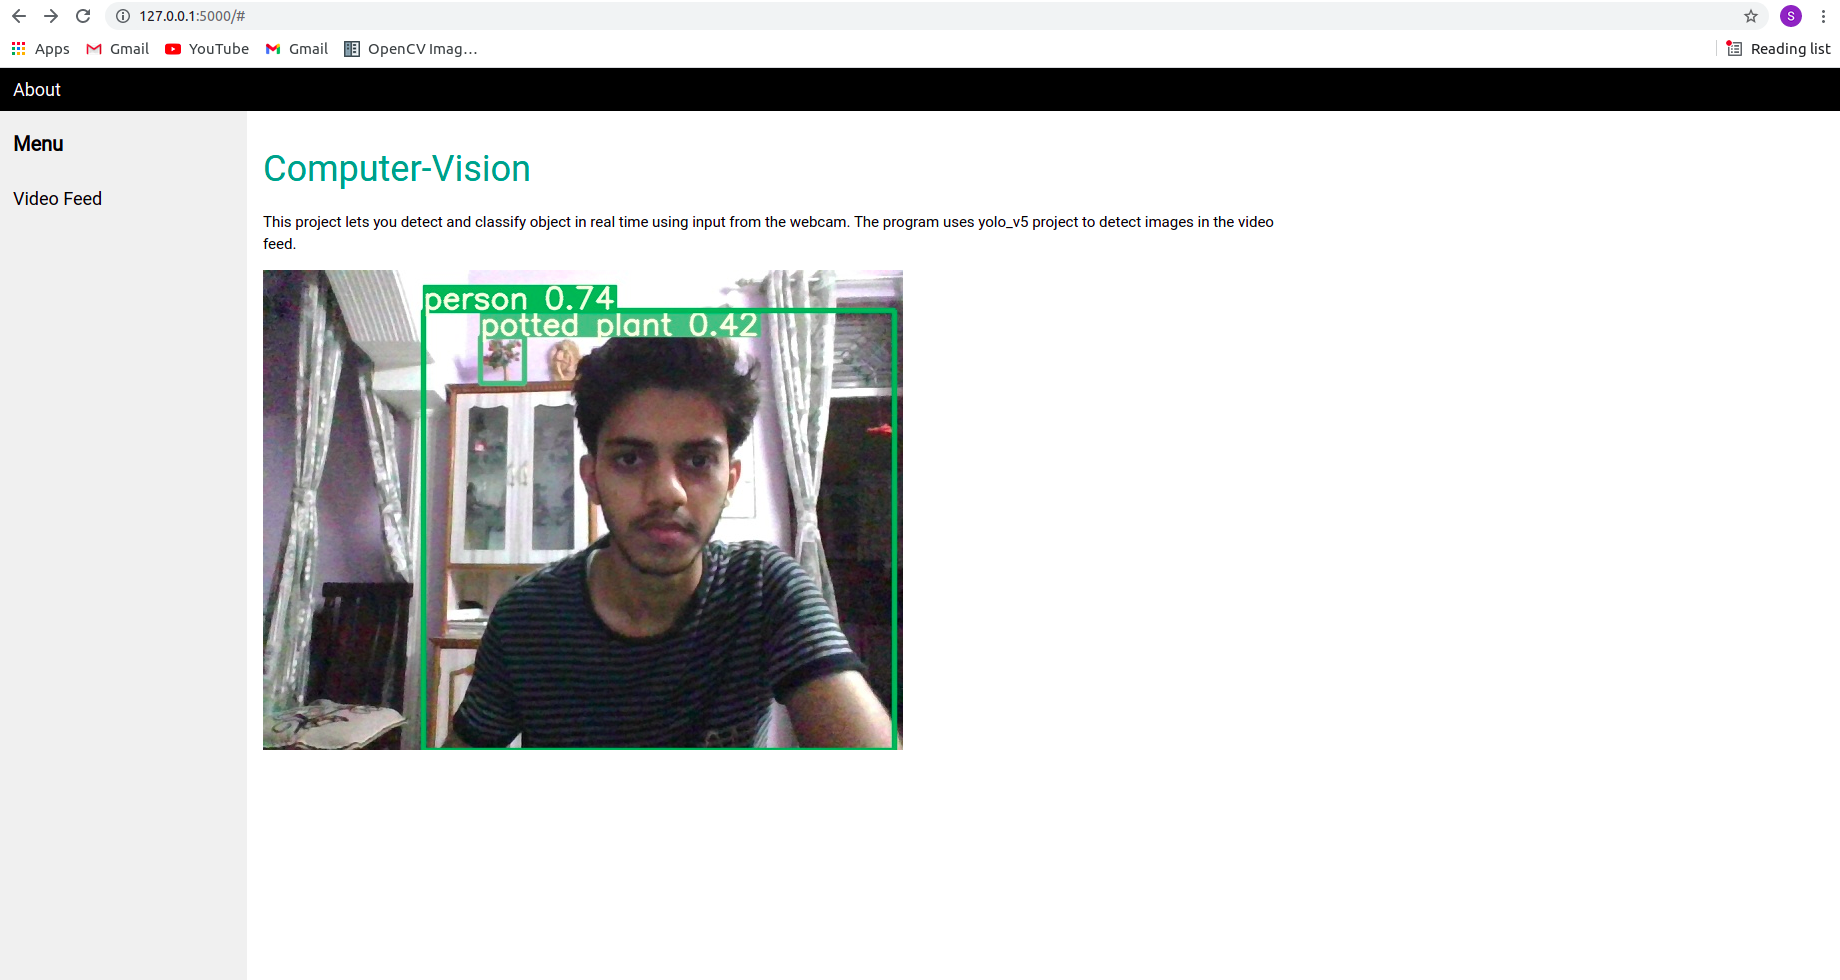 127.0.0.1:5000/#
S
Apps Gmail YouTube Gmail OpenCV Imag... Reading list
About
Menu
Video Feed
Computer-Vision
This project lets you detect and classify object in real time using input from the webcam. The program uses yolo_v5 project to detect images in the video
feed.
person 0.74
potted plant 0.42